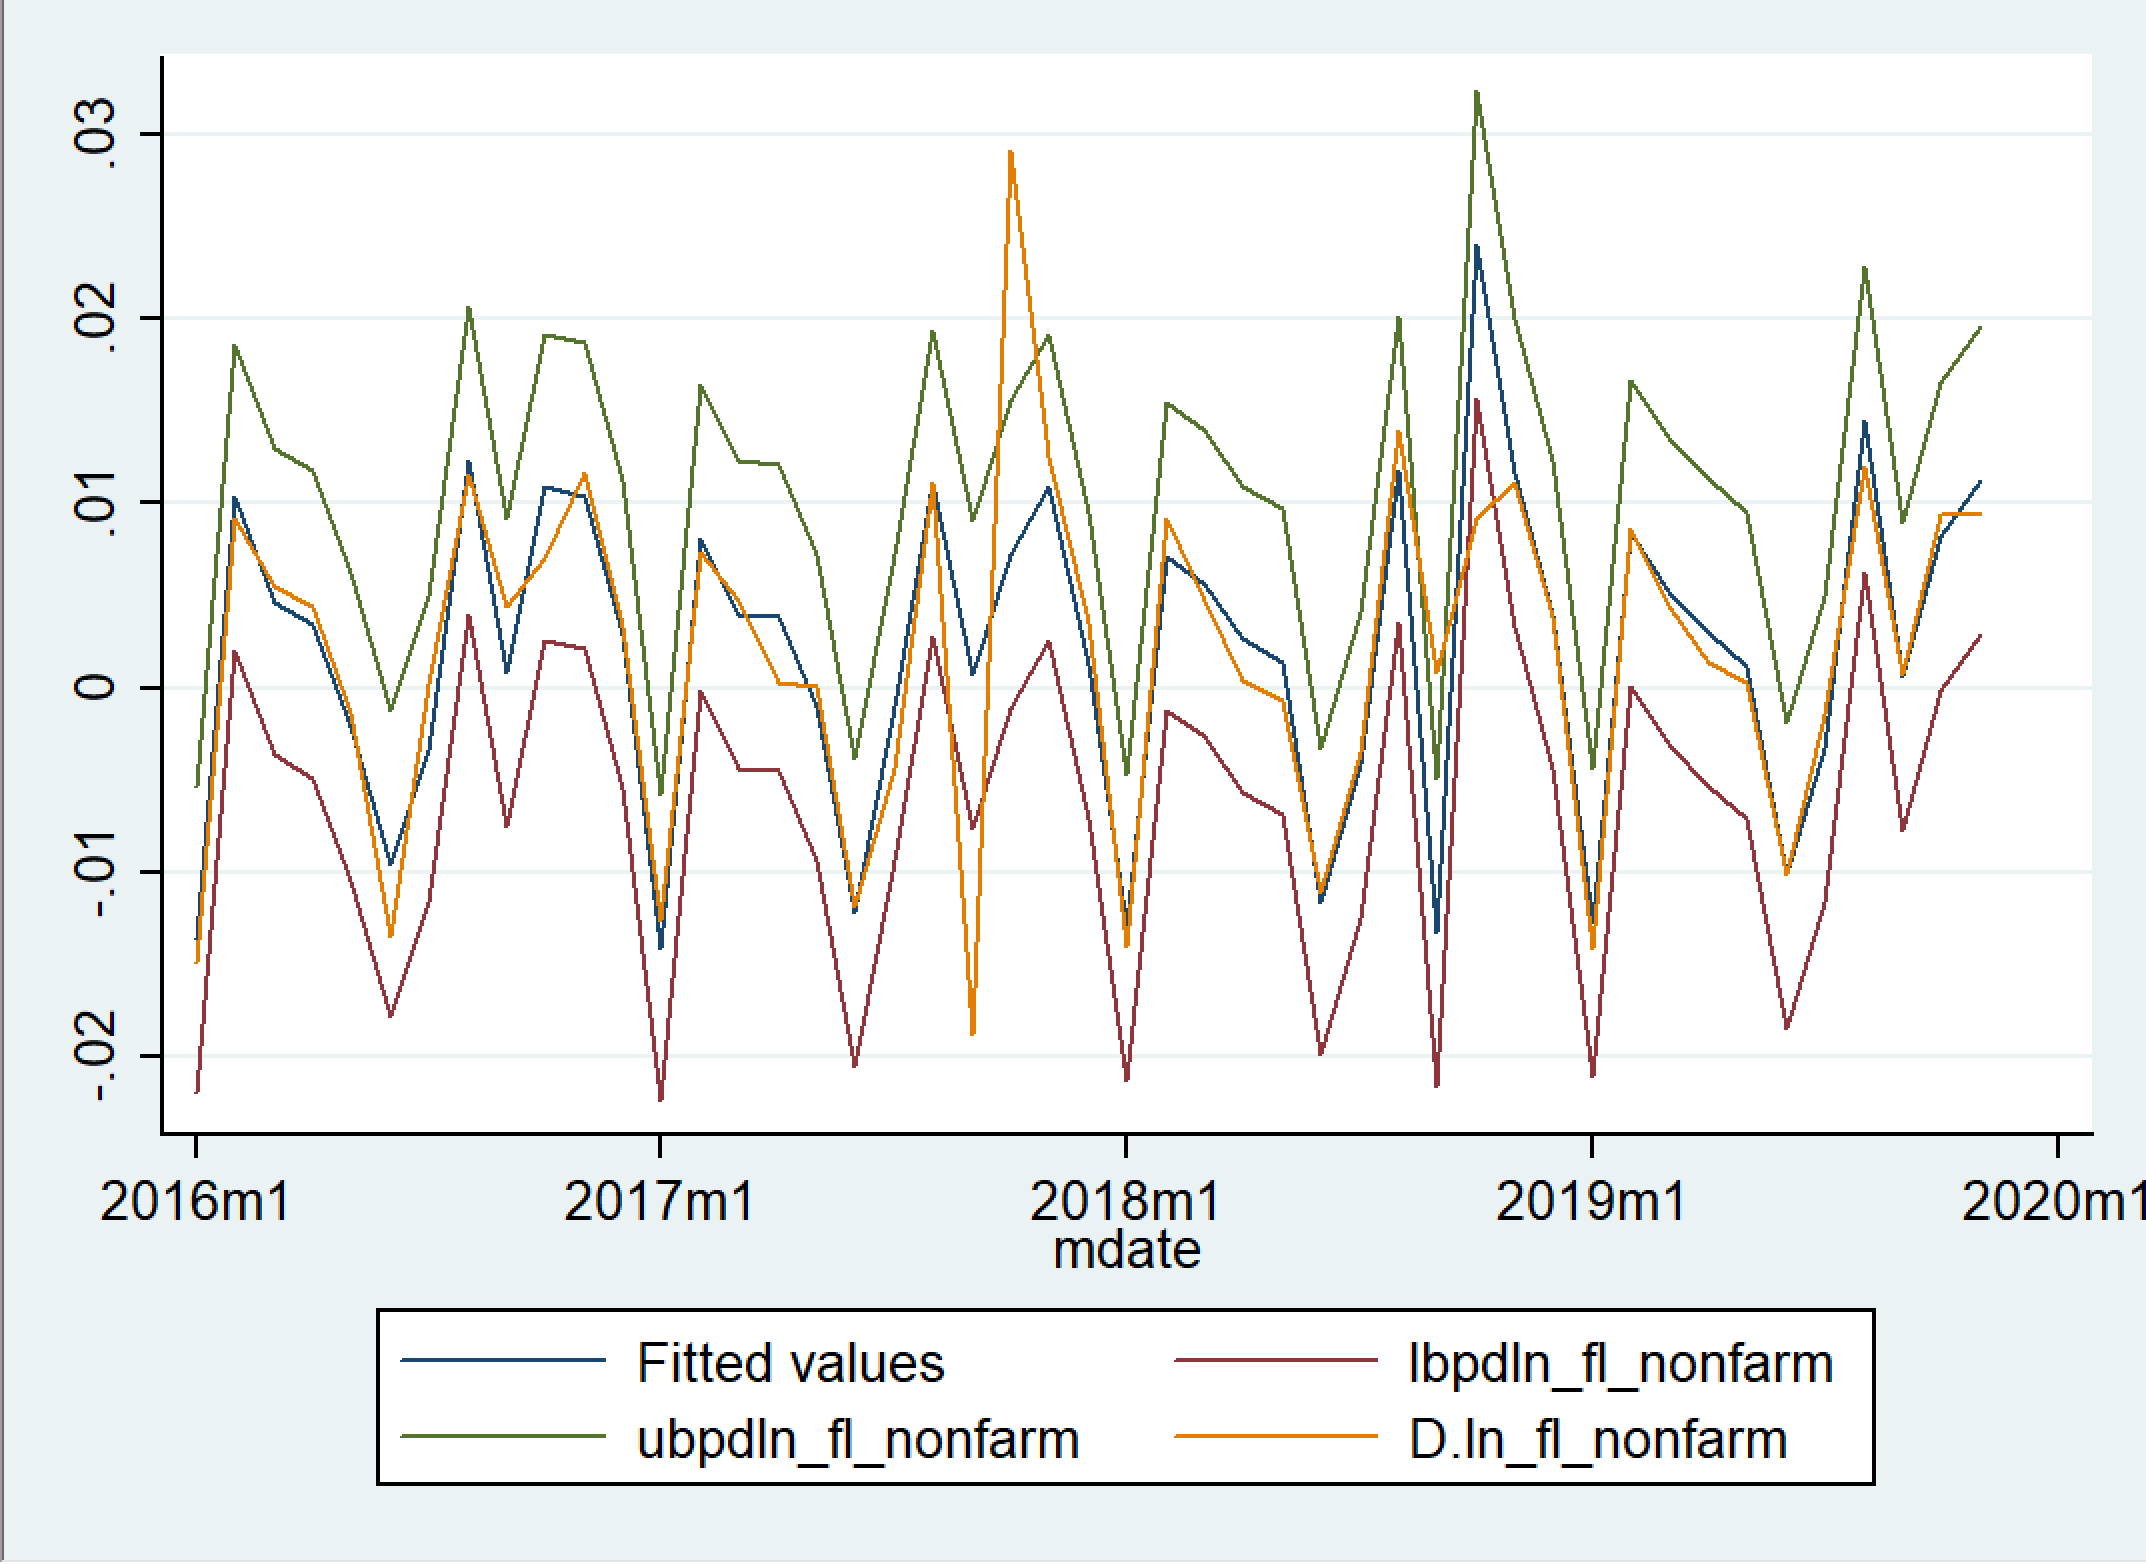 .03
.02
.01
0
-.01
-.02
2016m1 2017m1 2018m1 2019m1 2020m1
mdate
Fitted values lbpdln_fl_nonfarm
ubpdln_fl_nonfarm D.ln_fl_nonfarm